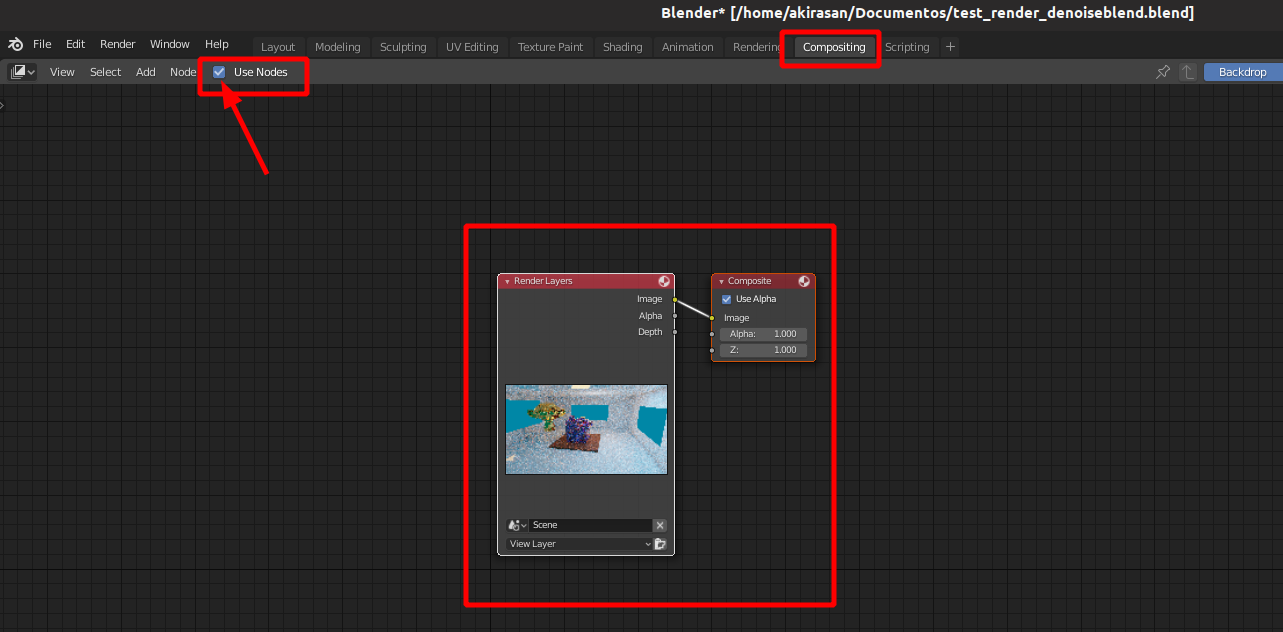 Blender* [/home/akirasan/Documentos/test_render_denoiseblend.blend]
File Edit Render Window Help Layout Modeling Sculpting UV Editing Texture Paint Shading Animation Rendering Compositing Scripting +
View Select Add Node Use Nodes Backdrop
Render Layers
Image
Alpha
Depth
Scene
View Layer
Composite
Use Alpha
Image
Alpha: 1.000
Z: 1.000